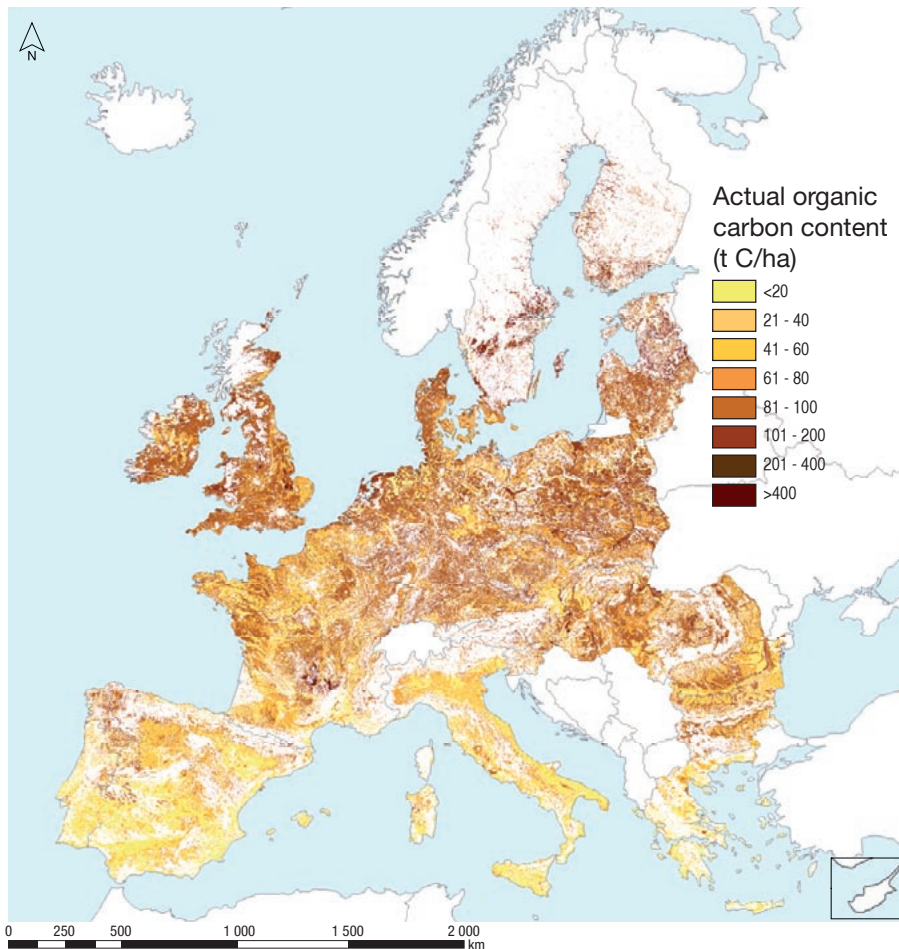 N
Actual organic
carbon content
(t C/ha)
<20
21 - 40
41 - 60
61 - 80
81 - 100
101 - 200
201 - 400
>400
0 250 500 1 000 1 500 2 000
km